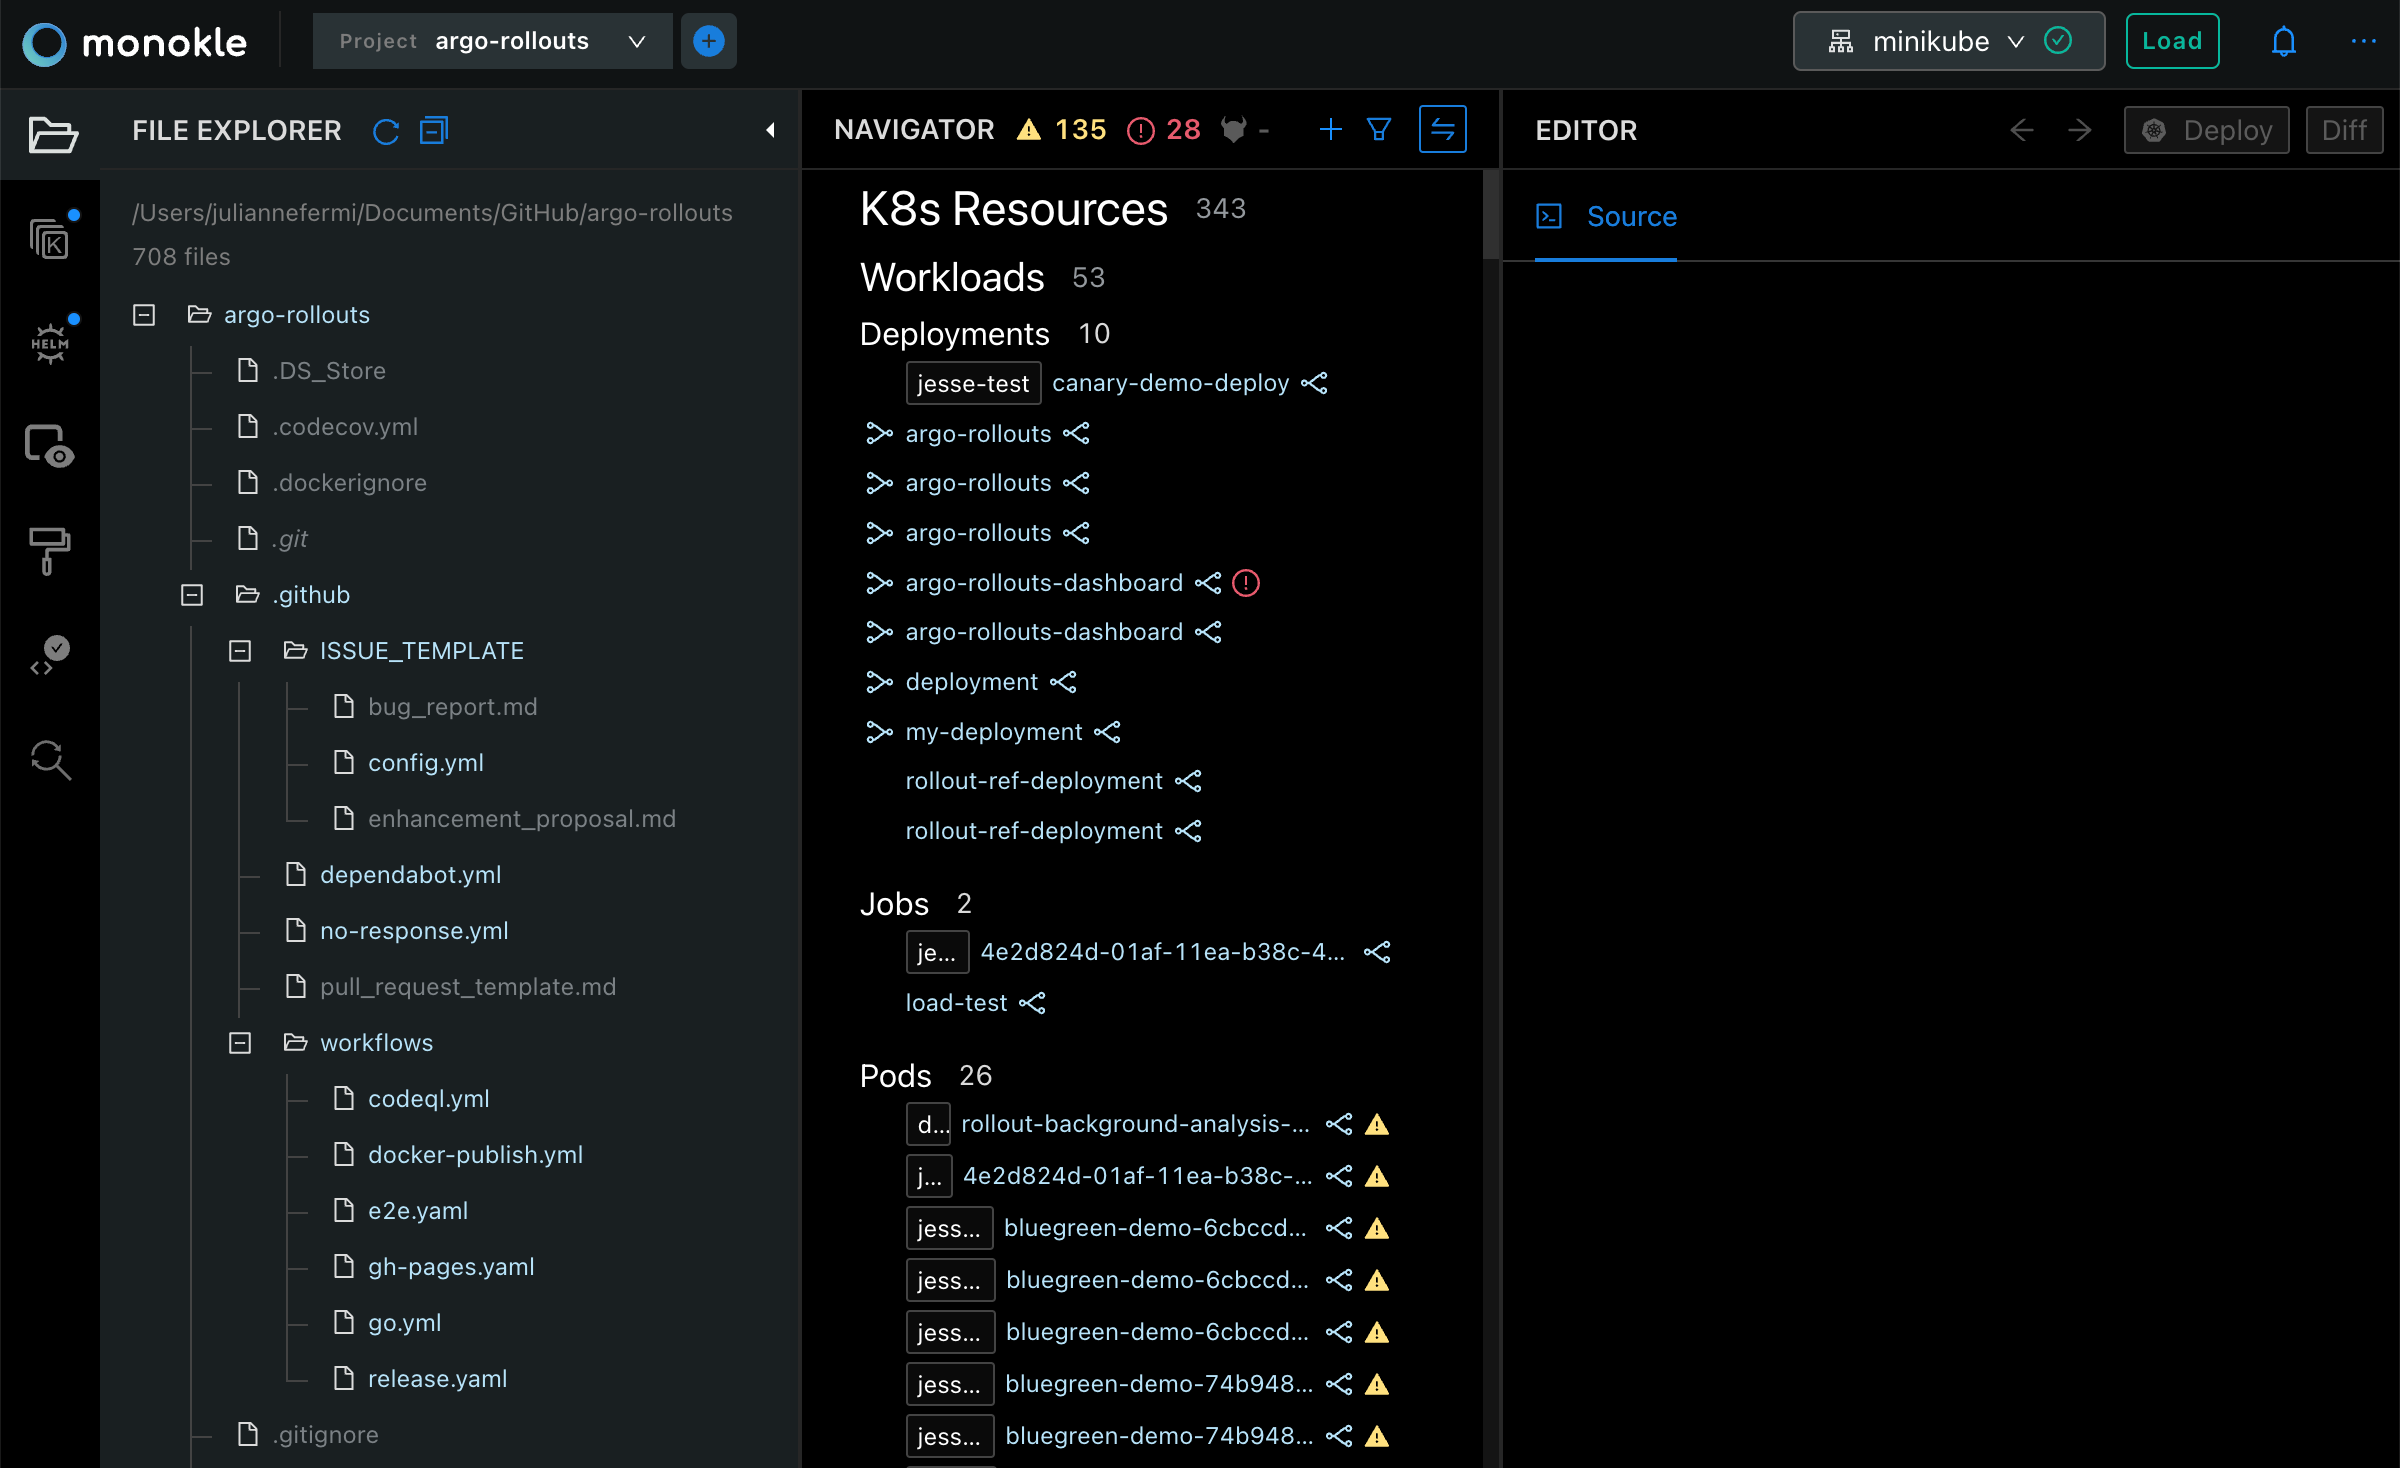 monokle
Project argo-rollouts
minikube
Load
FILE EXPLORER
/Users/juliannefermi/Documents/GitHub/argo-rollouts
708 files
argo-rollouts
.DS_Store
.codecov.yml
.dockerignore
.git
.github
ISSUE_TEMPLATE
bug_report.md
config.yml
enhancement_proposal.md
dependabot.yml
no-response.yml
pull_request_template.md
workflows
codeql.yml
docker-publish.yml
e2e.yaml
gh-pages.yaml
go.yml
release.yaml
.gitignore
K
HELM
NAVIGATOR 135 28 -
K8s Resources 343
Workloads 53
Deployments 10
jesse-test canary-demo-deploy
argo-rollouts
argo-rollouts
argo-rollouts
argo-rollouts-dashboard
argo-rollouts-dashboard
deployment
my-deployment
rollout-ref-deployment
rollout-ref-deployment
Jobs 2
je... 4e2d824d-01af-11ea-b38c-4...
load-test
Pods 26
d... rollout-background-analysis-...
j... 4e2d824d-01af-11ea-b38c-...
jess... bluegreen-demo-6cbccd...
jess... bluegreen-demo-6cbccd...
jess... bluegreen-demo-6cbccd...
jess... bluegreen-demo-74b948...
jess... bluegreen-demo-74b948...
EDITOR
Deploy
Diff
Source